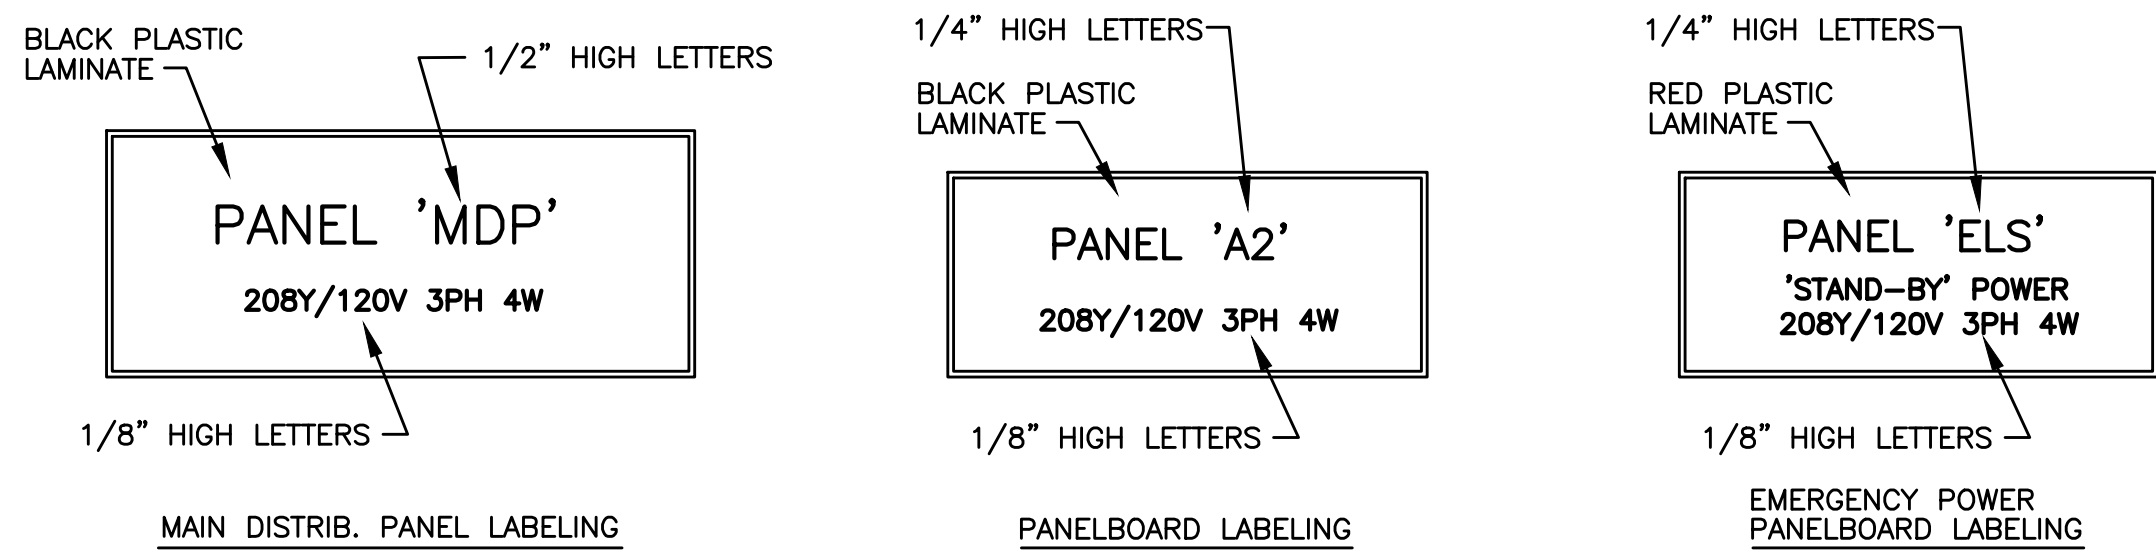 BLACK PLASTIC
LAMINATE
1/2” HIGH LETTERS
PANEL ’MDP’
208Y/120V 3PH 4W
1/8” HIGH LETTERS
MAIN DISTRIB. PANEL LABELING
1/4” HIGH LETTERS
BLACK PLASTIC
LAMINATE
PANEL ’A2’
208Y/120V 3PH 4W
1/8” HIGH LETTERS
PANELBOARD LABELING
1/4” HIGH LETTERS
RED PLASTIC
LAMINATE
PANEL ’ELS’
’STAND-BY’ POWER
208Y/120V 3PH 4W
1/8” HIGH LETTERS
EMERGENCY POWER
PANELBOARD LABELING